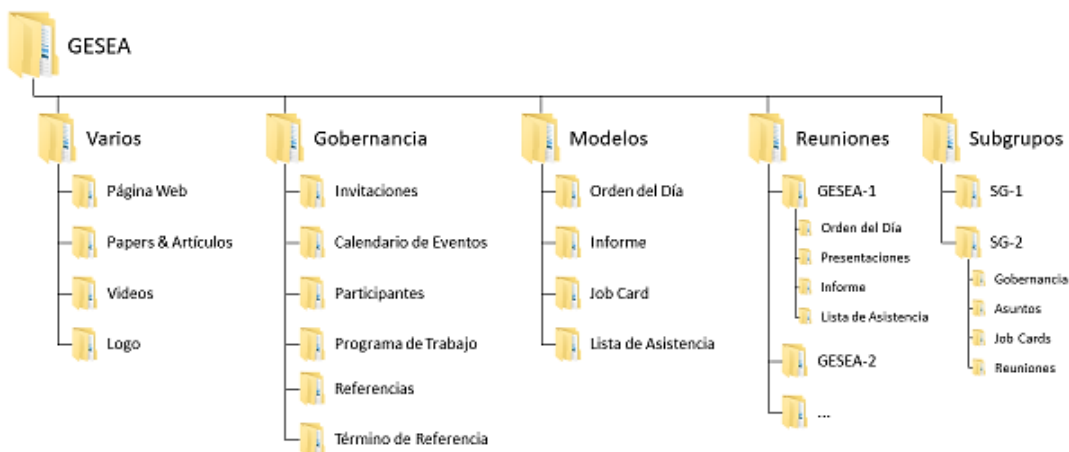 GESEA
Varios
Página Web
Papers & Artículos
Videos
Logo
Gobernancia
Invitaciones
Calendario de Eventos
Participantes
Programa de Trabajo
Referencias
Término de Referencia
Modelos
Orden del Día
Informe
Job Card
Lista de Asistencia
Reuniones
GESEA-1
Orden del Día
Presentaciones
Informe
Lista de Asistencia
GESEA-2
...
Subgrupos
SG-1
SG-2
Gobernancia
Asuntos
Job Cards
Reuniones